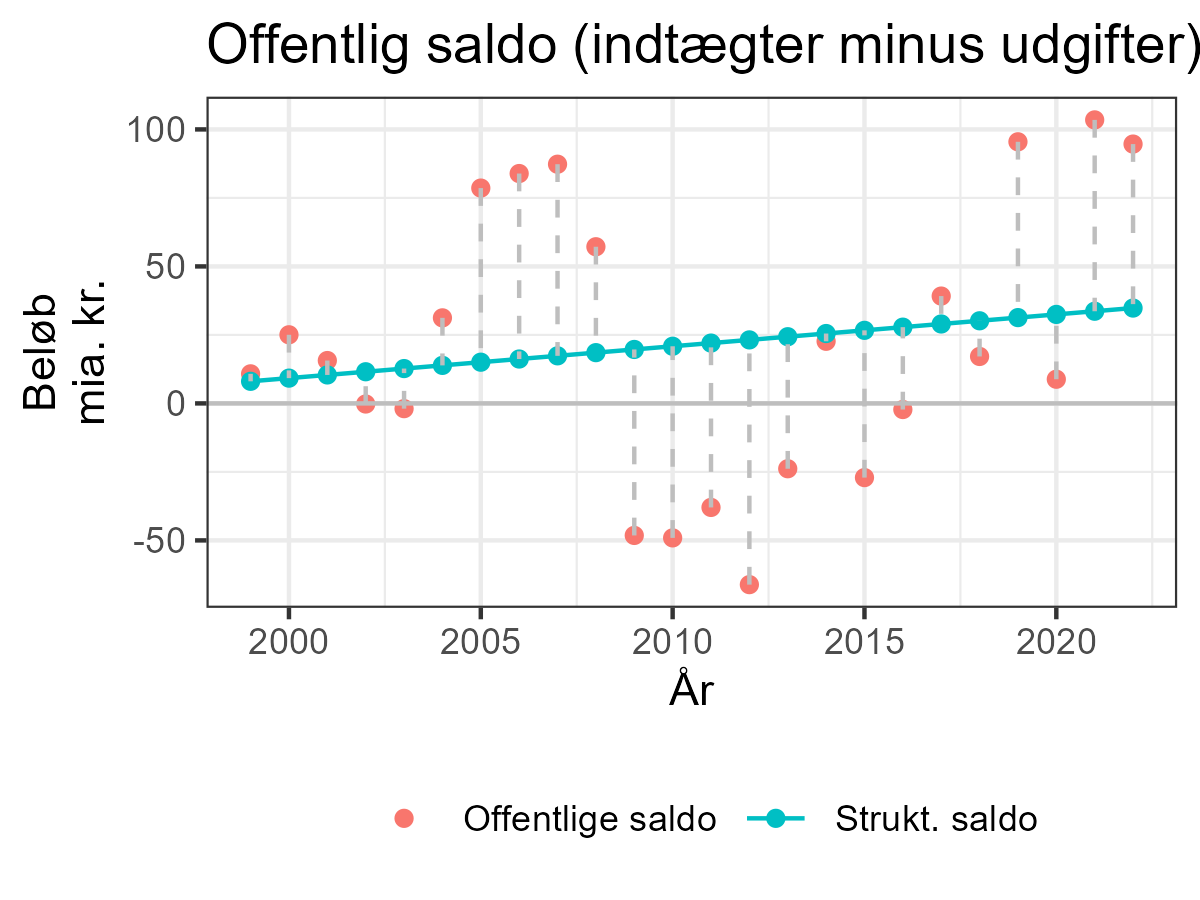 Offentlig saldo (indtægter minus udgifter)
100
50
0
-50
Beløb
mia. kr.
2000 2005 2010 2015 2020
År
Offentlige saldo Strukt. saldo